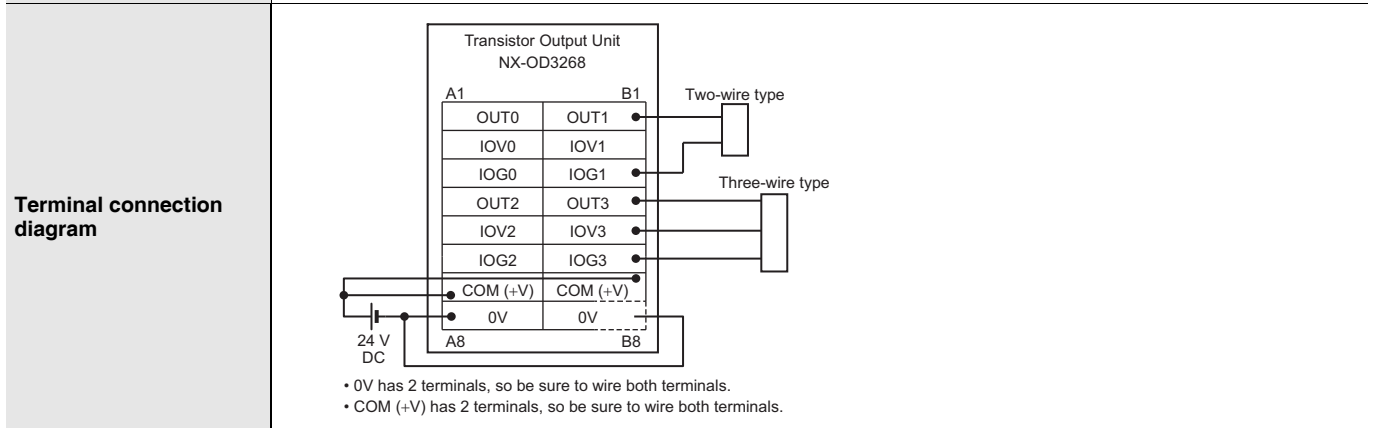 Terminal connection
diagram
Transistor Output Unit
NX-OD3268
A1 B1
Two-wire type
OUT0 OUT1
IOV0 IOV1
IOG0 IOG1
Three-wire type
OUT2 OUT3
IOV2 IOV3
IOG2 IOG3
COM (+V) COM (+V)
0V 0V
24 V
DC
A8 B8
• 0V has 2 terminals, so be sure to wire both terminals.
• COM (+V) has 2 terminals, so be sure to wire both terminals.